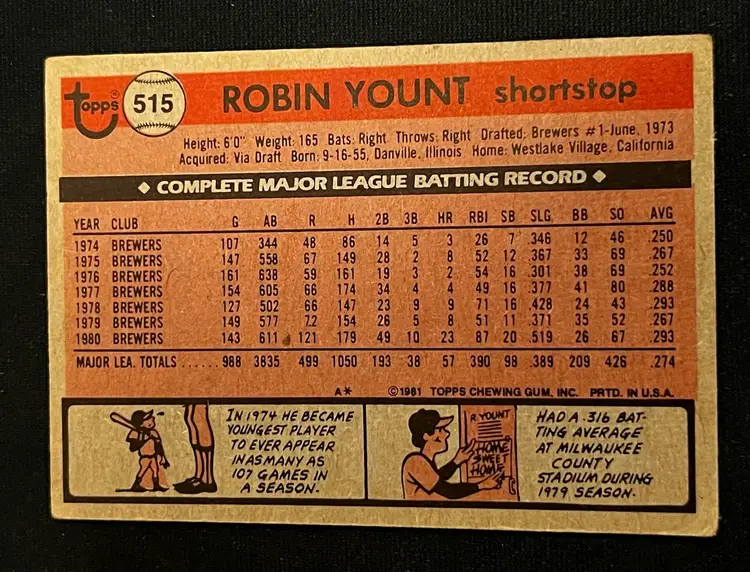 Topps® 515 ROBIN YOUNT shortstop
Height: 6'0" Weight: 165 Bats: Right Throws: Right Drafted: Brewers #1-June, 1973
Acquired: Via Draft Born: 9-16-55, Danville, Illinois Home: Westlake Village, California
◆ COMPLETE MAJOR LEAGUE BATTING RECORD ◆
YEAR CLUB G AB R H 2B 3B HR RBI SB SLG BB SO AVG
1974 BREWERS 107 344 48 86 14 5 3 26 7 .346 12 46 .250
1975 BREWERS 147 558 67 149 28 2 8 52 12 .367 33 69 .267
1976 BREWERS 161 638 59 161 19 3 2 54 16 .301 38 69 .252
1977 BREWERS 154 605 66 174 34 4 4 49 16 .377 41 80 .288
1978 BREWERS 127 502 66 147 23 9 9 71 16 .428 24 43 .293
1979 BREWERS 149 577 72 154 26 5 8 51 11 .371 35 52 .267
1980 BREWERS 143 611 121 179 49 10 23 87 20 .519 26 67 .293
MAJOR LEA. TOTALS ...... 988 3835 499 1050 193 38 57 390 98 .389 209 426 .274
A* ©1981 TOPPS CHEWING GUM, INC. PRTD. IN U.S.A.
IN 1974 HE BECAME
YOUNGEST PLAYER
TO EVER APPEAR
IN AS MANY AS
107 GAMES IN
A SEASON.
R. YOUNT
HOME
SWEET
HOME
HAD A .316 BAT-
TING AVERAGE
AT MILWAUKEE
COUNTY
STADIUM DURING
1979 SEASON.